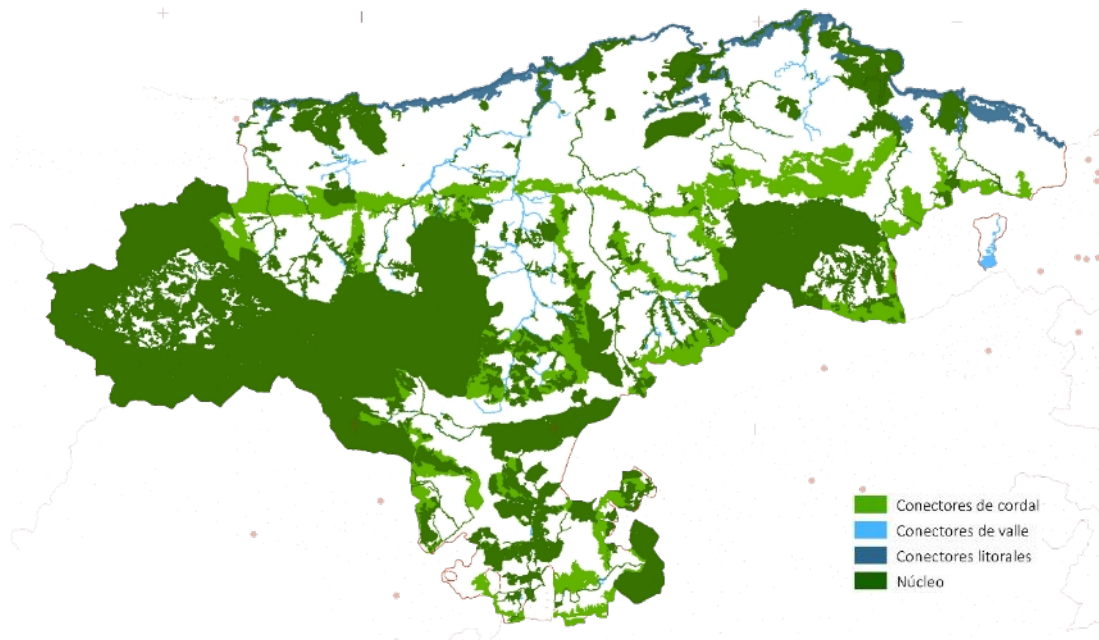 Conectores de cordal
Conectores de valle
Conectores litorales
Núcleo